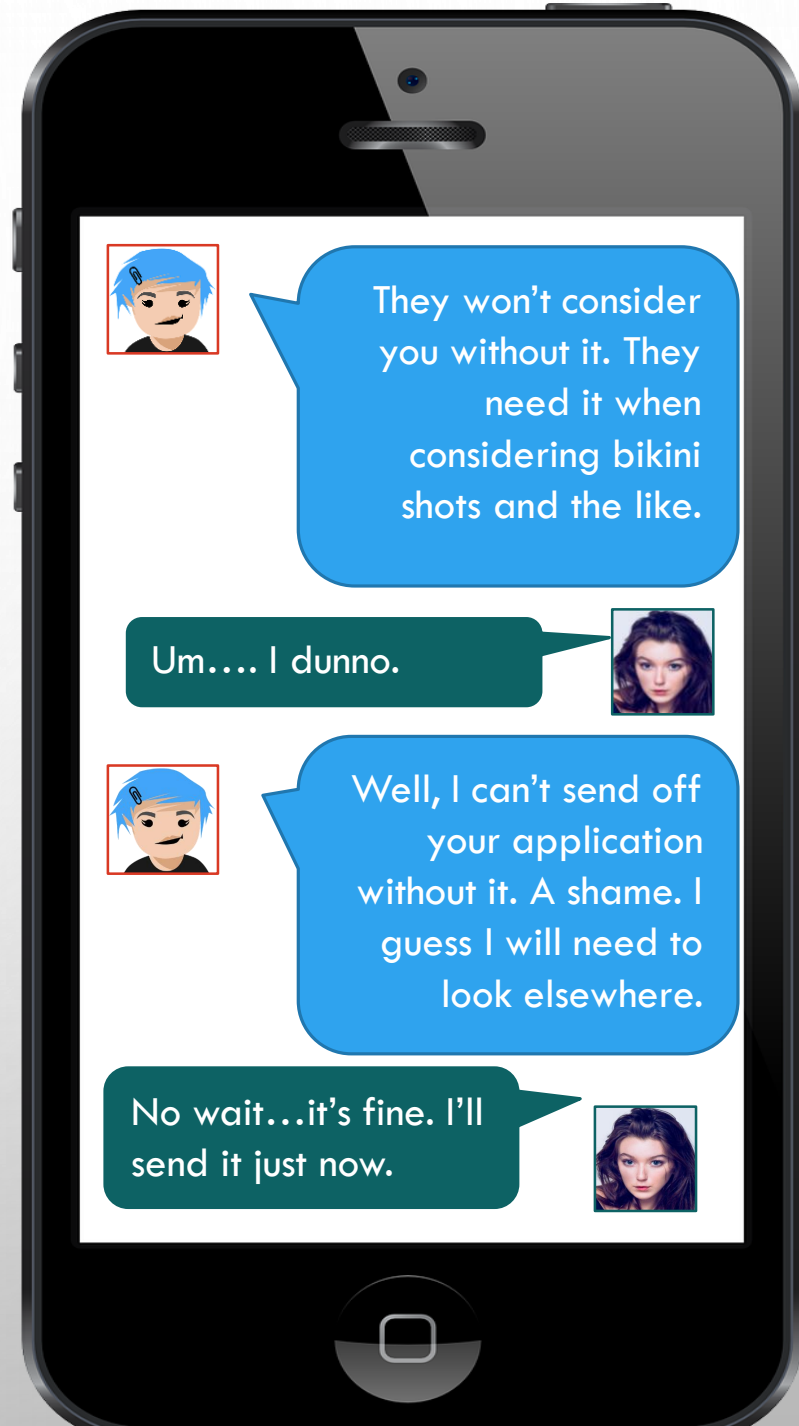 They won’t consider
you without it. They
need it when
considering bikini
shots and the like.
Um…. I dunno.
Well, I can’t send off
your application
without it. A shame. I
guess I will need to
look elsewhere.
No wait…it’s fine. I’ll
send it just now.